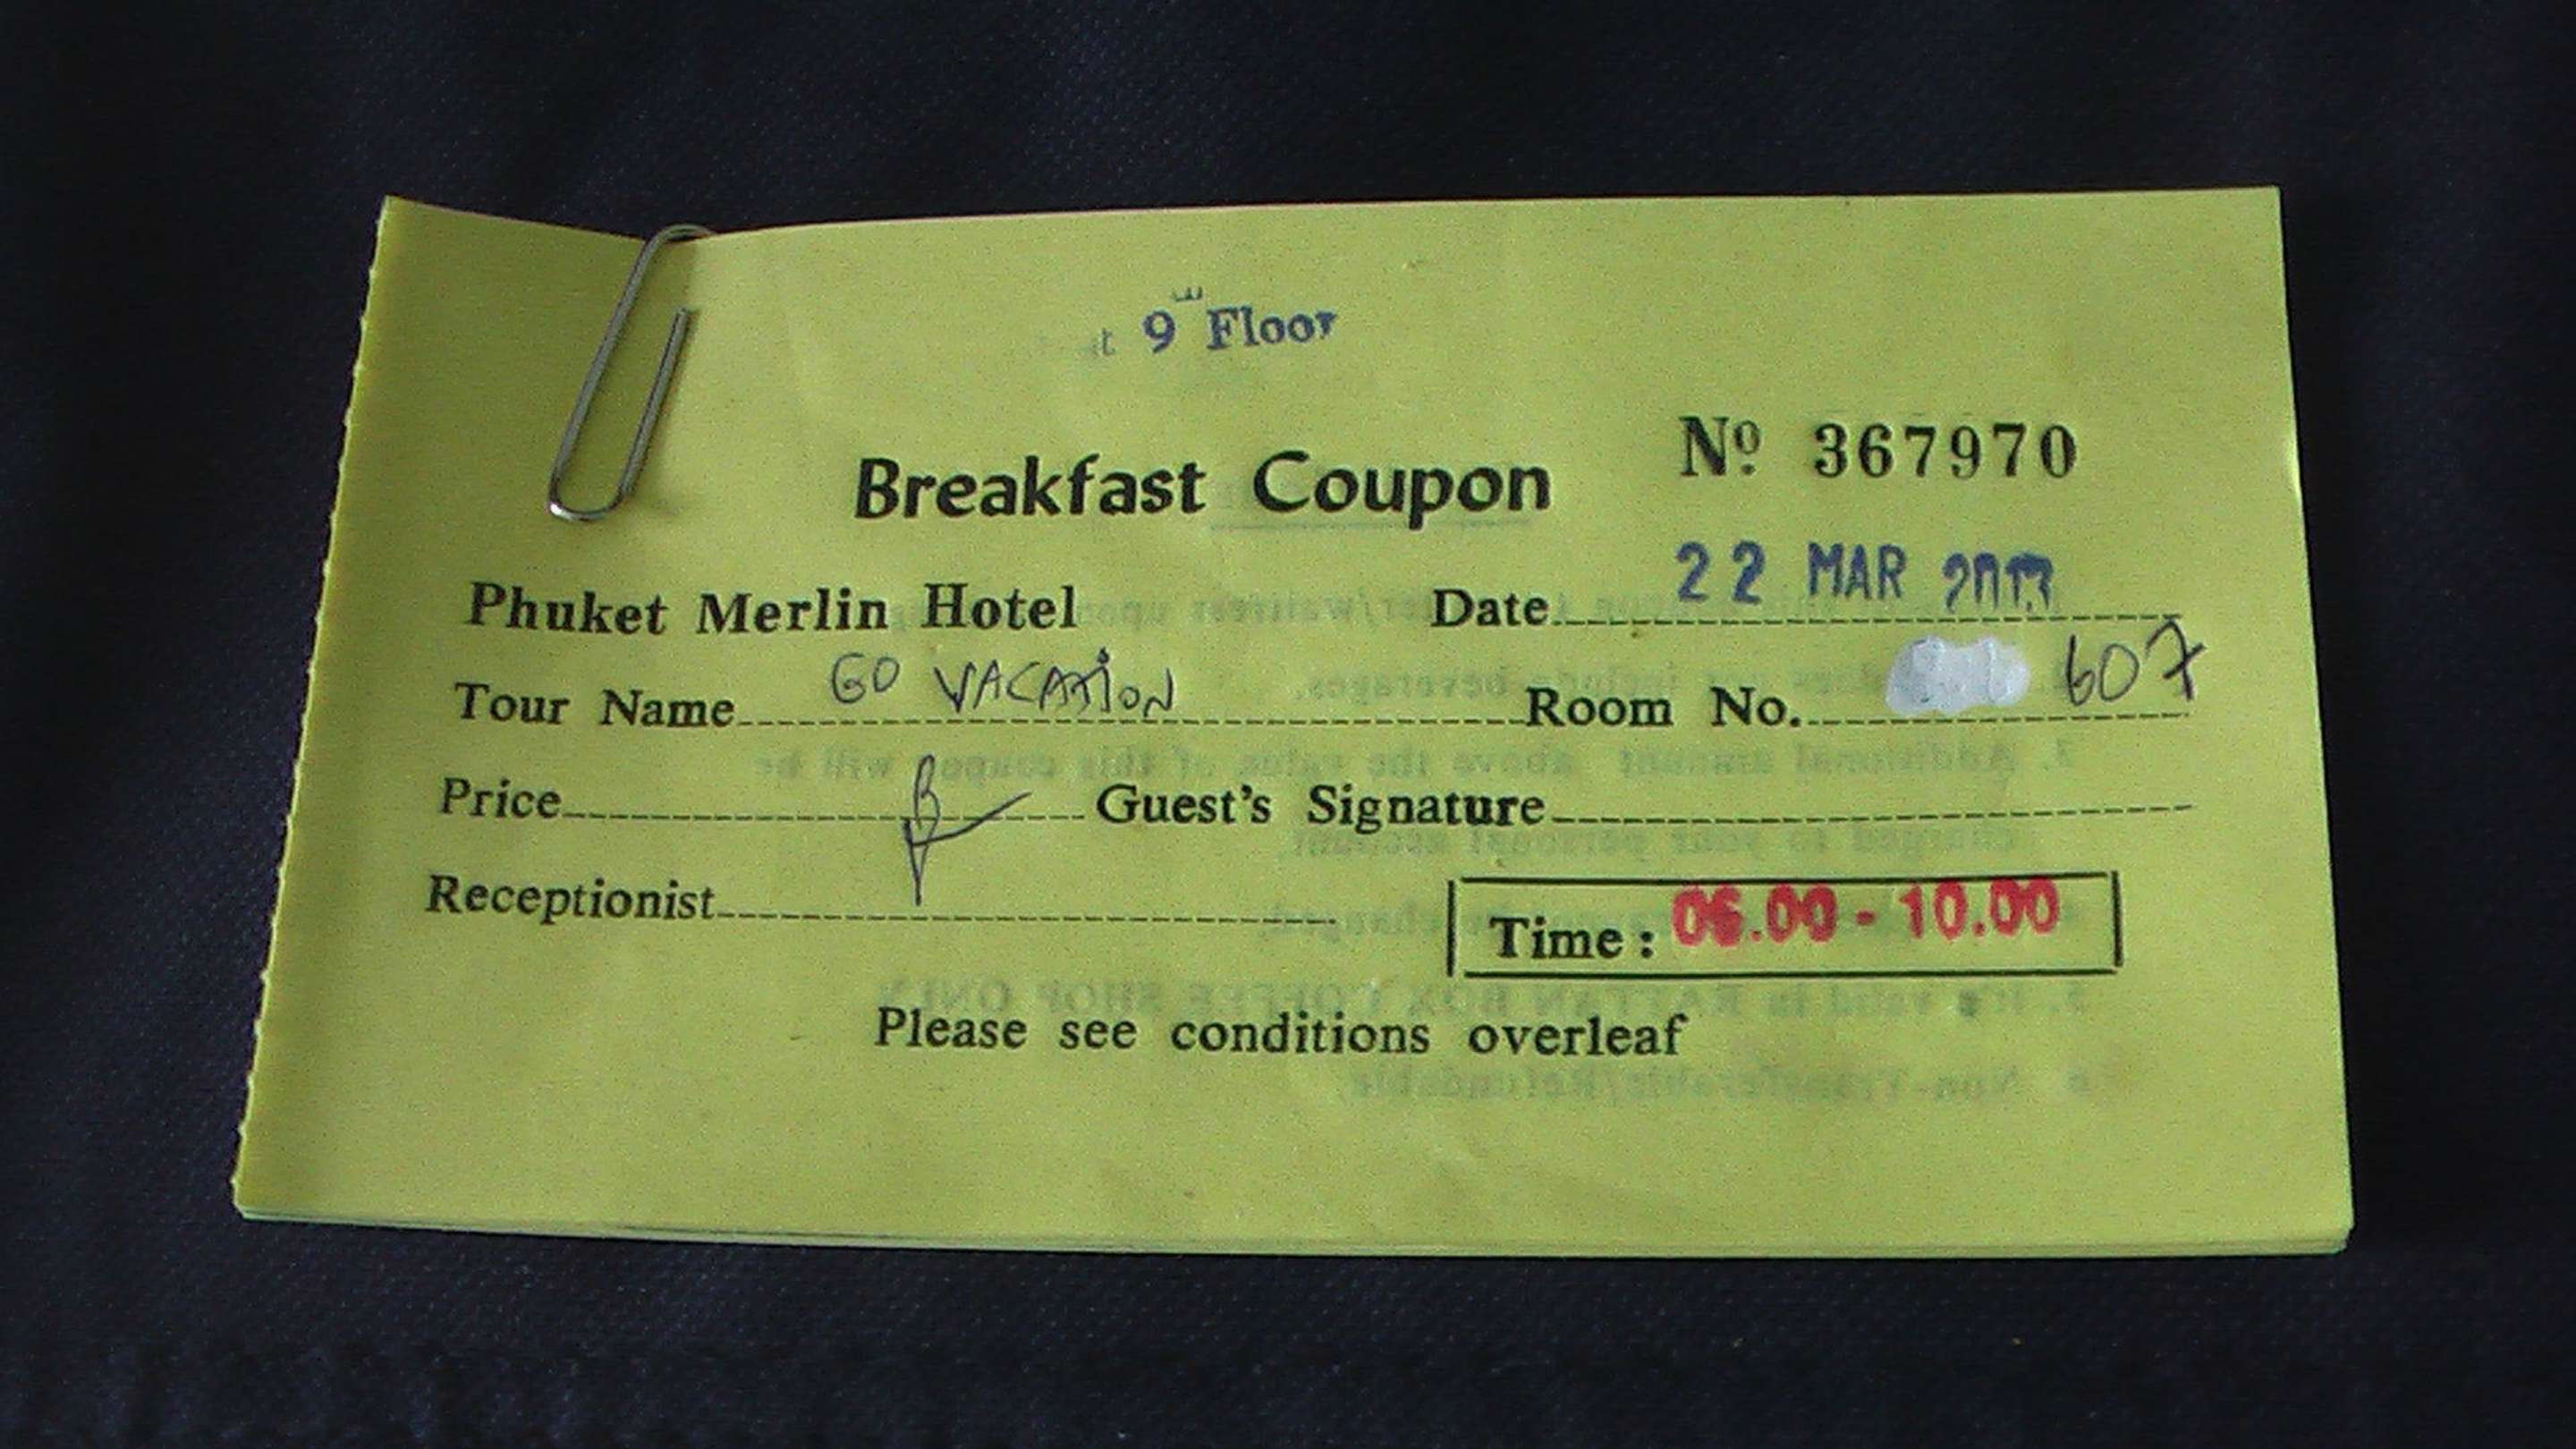 9 Floor
Breakfast Coupon Nº 367970
Phuket Merlin Hotel Date 22 MAR
Tour Name GO VACATION Room No. 607
Price Guest's Signature
Receptionist Time : 06.00 - 10.00
Please see conditions overleaf